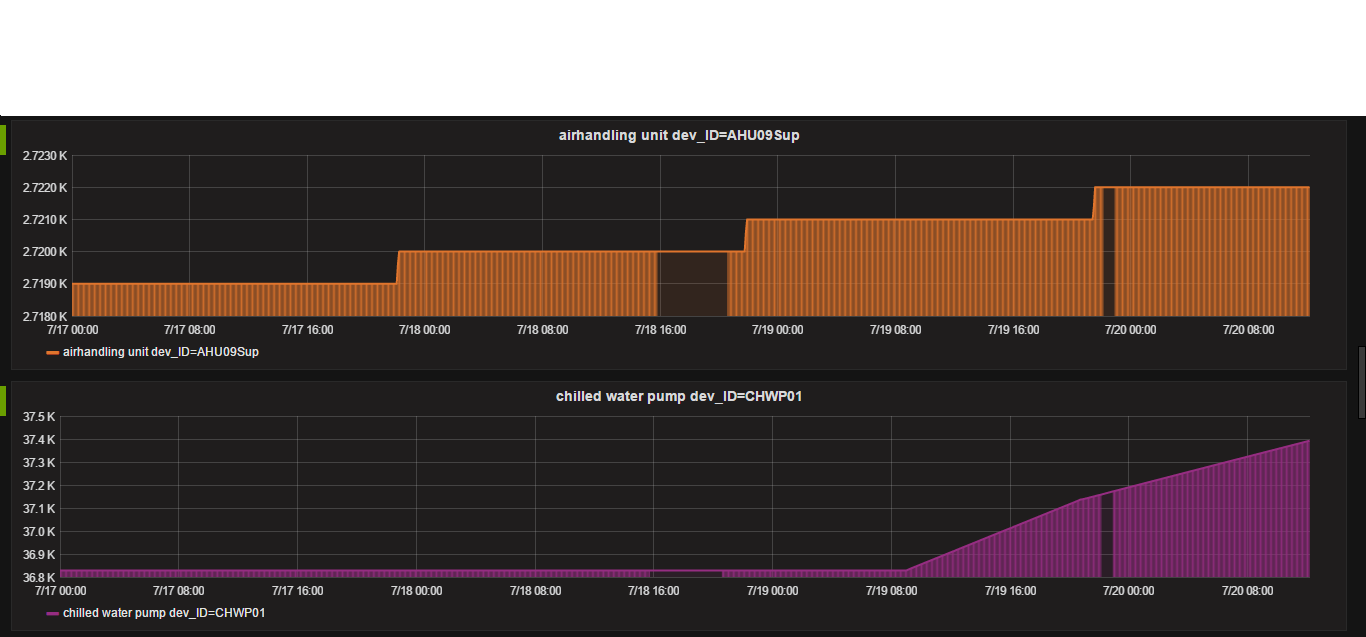 airhandling unit dev_ID=AHU09Sup
2.7230 K
2.7220 K
2.7210 K
2.7200 K
2.7190 K
2.7180 K
7/17 00:00 7/17 08:00 7/17 16:00 7/18 00:00 7/18 08:00 7/18 16:00 7/19 00:00 7/19 08:00 7/19 16:00 7/20 00:00 7/20 08:00
airhandling unit dev_ID=AHU09Sup
chilled water pump dev_ID=CHWP01
37.5 K
37.4 K
37.3 K
37.2 K
37.1 K
37.0 K
36.9 K
36.8 K
7/17 00:00 7/17 08:00 7/17 16:00 7/18 00:00 7/18 08:00 7/18 16:00 7/19 00:00 7/19 08:00 7/19 16:00 7/20 00:00 7/20 08:00
chilled water pump dev_ID=CHWP01